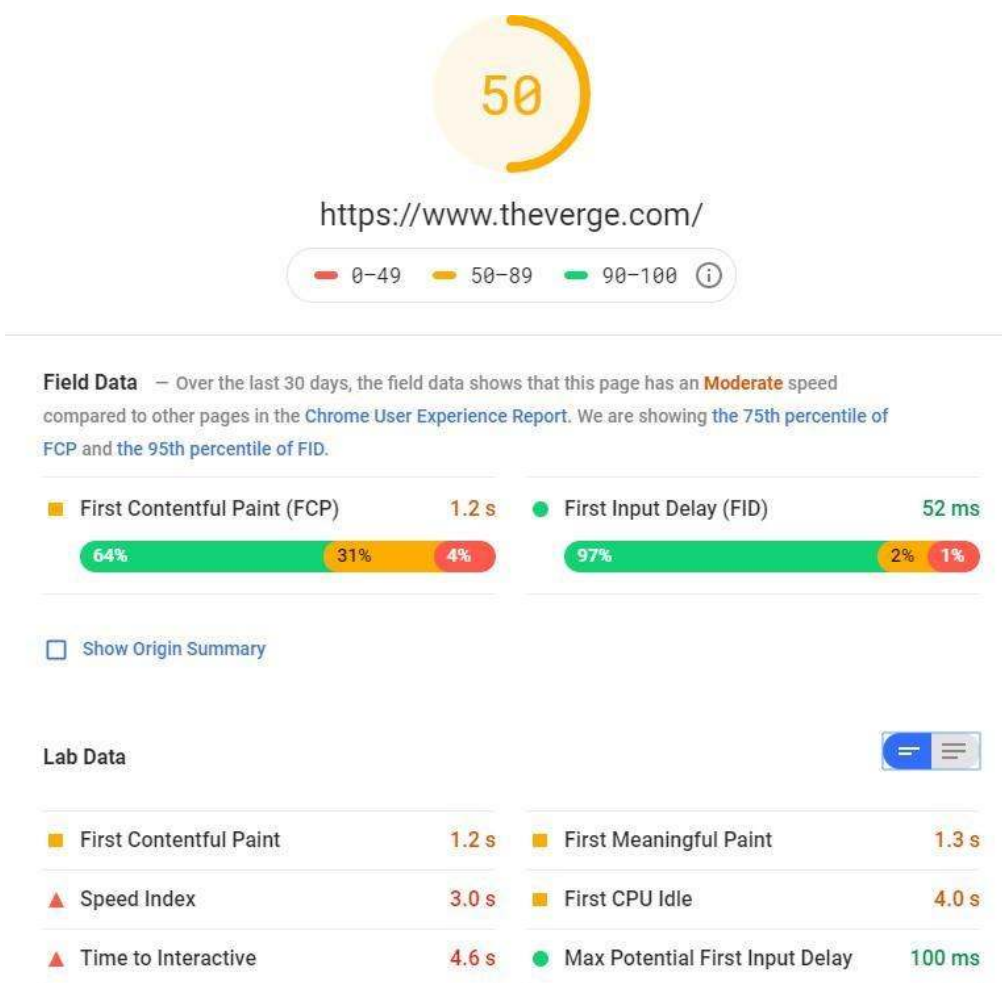 50
https://www.theverge.com/
0–49 50–89 90–100
Field Data — Over the last 30 days, the field data shows that this page has an Moderate speed
compared to other pages in the Chrome User Experience Report. We are showing the 75th percentile of
FCP and the 95th percentile of FID.
First Contentful Paint (FCP) 1.2 s
64% 31% 4%
First Input Delay (FID) 52 ms
97% 2% 1%
Show Origin Summary
Lab Data
First Contentful Paint 1.2 s
First Meaningful Paint 1.3 s
Speed Index 3.0 s
First CPU Idle 4.0 s
Time to Interactive 4.6 s
Max Potential First Input Delay 100 ms